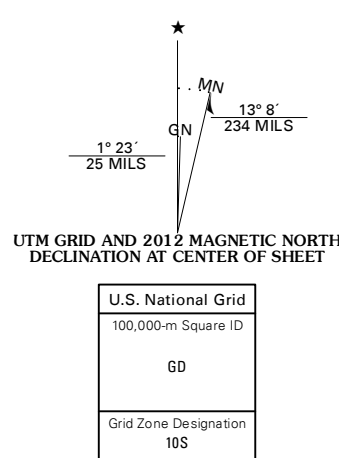 ★
MN
GN
13° 8´
234 MILS
1° 23´
25 MILS
UTM GRID AND 2012 MAGNETIC NORTH
DECLINATION AT CENTER OF SHEET
U.S. National Grid
100,000-m Square ID
GD
Grid Zone Designation
10S